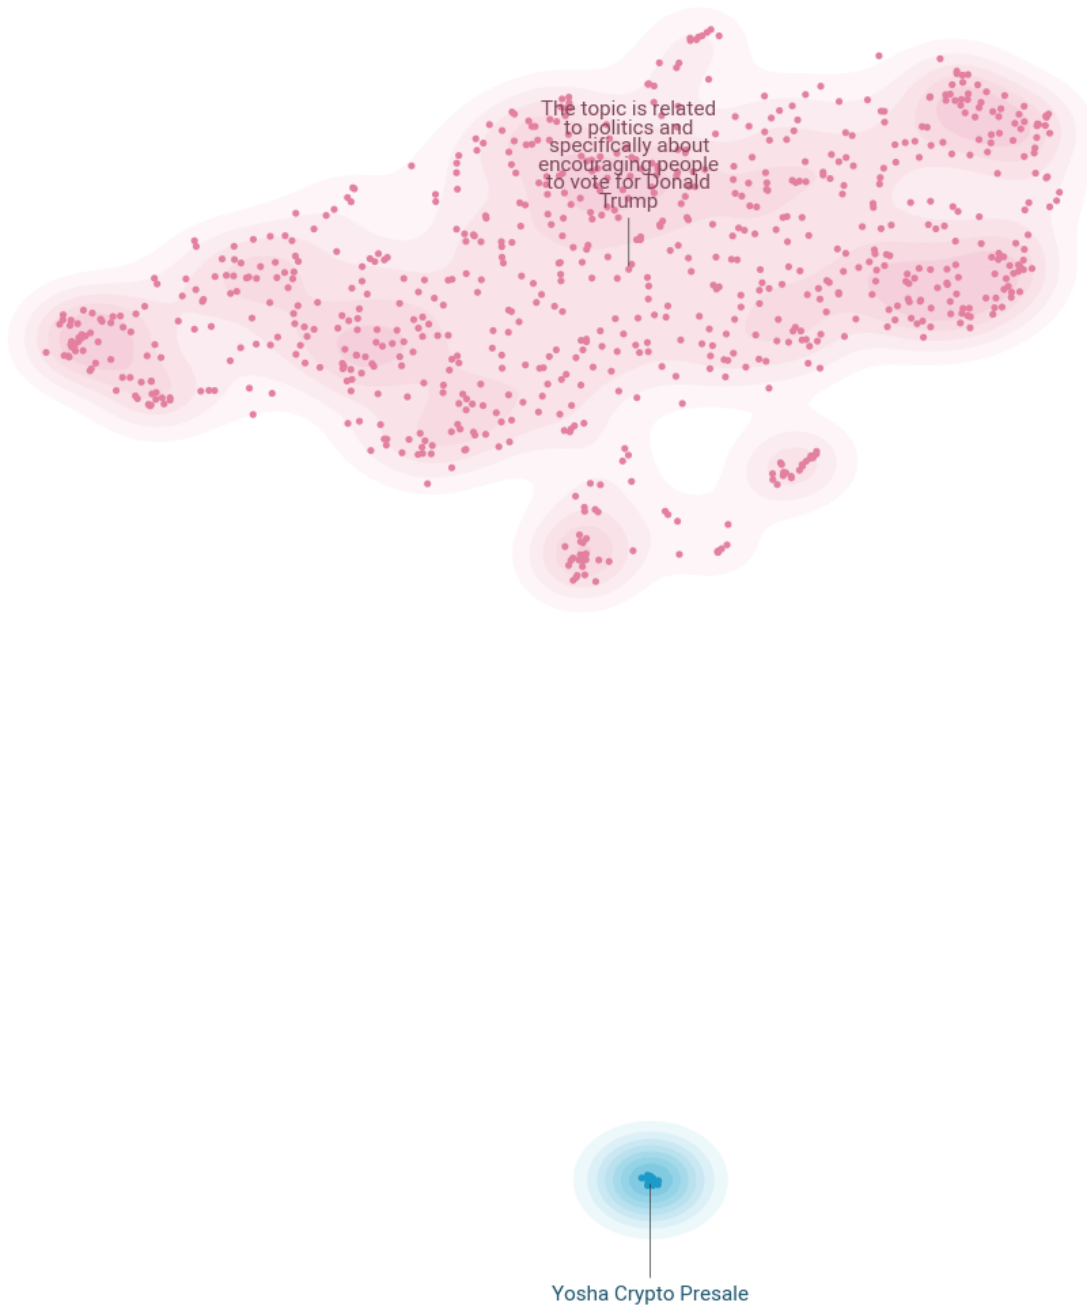 The topic is related
to politics and
specifically about
encouraging people
to vote for Donald
Trump
Yosha Crypto Presale